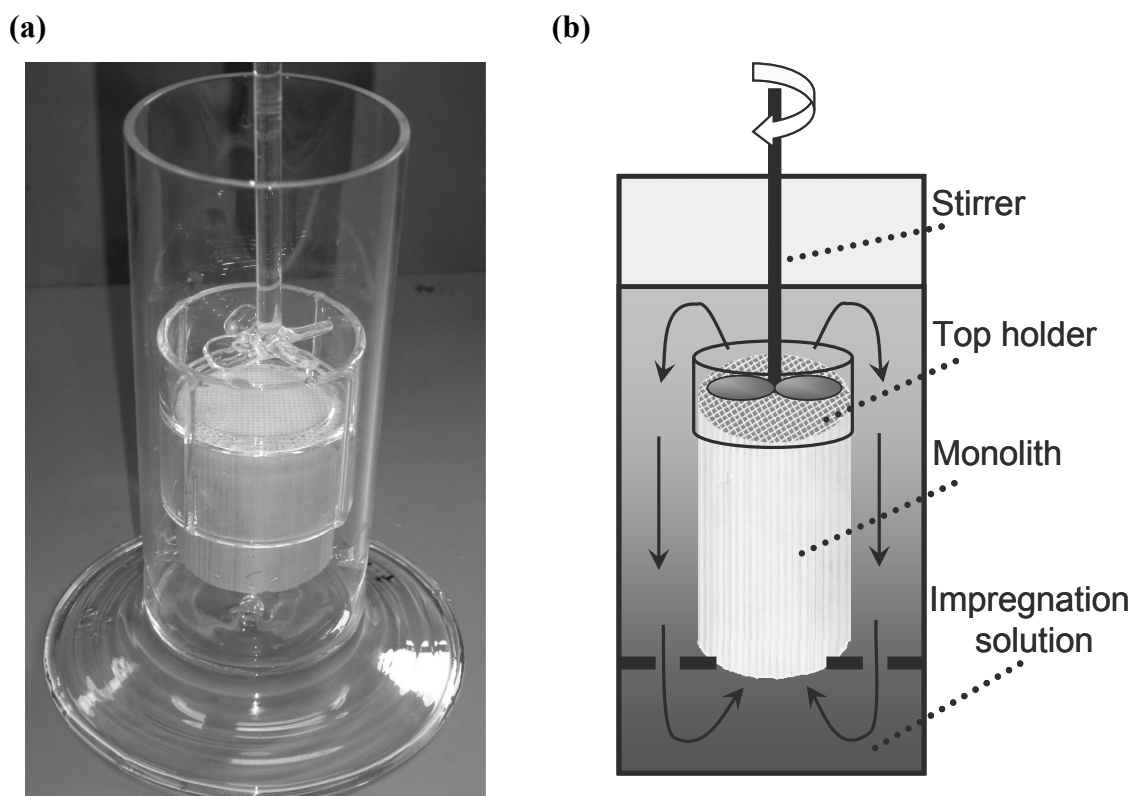 (a)
(b)
Stirrer
Top holder
Monolith
Impregnation
solution